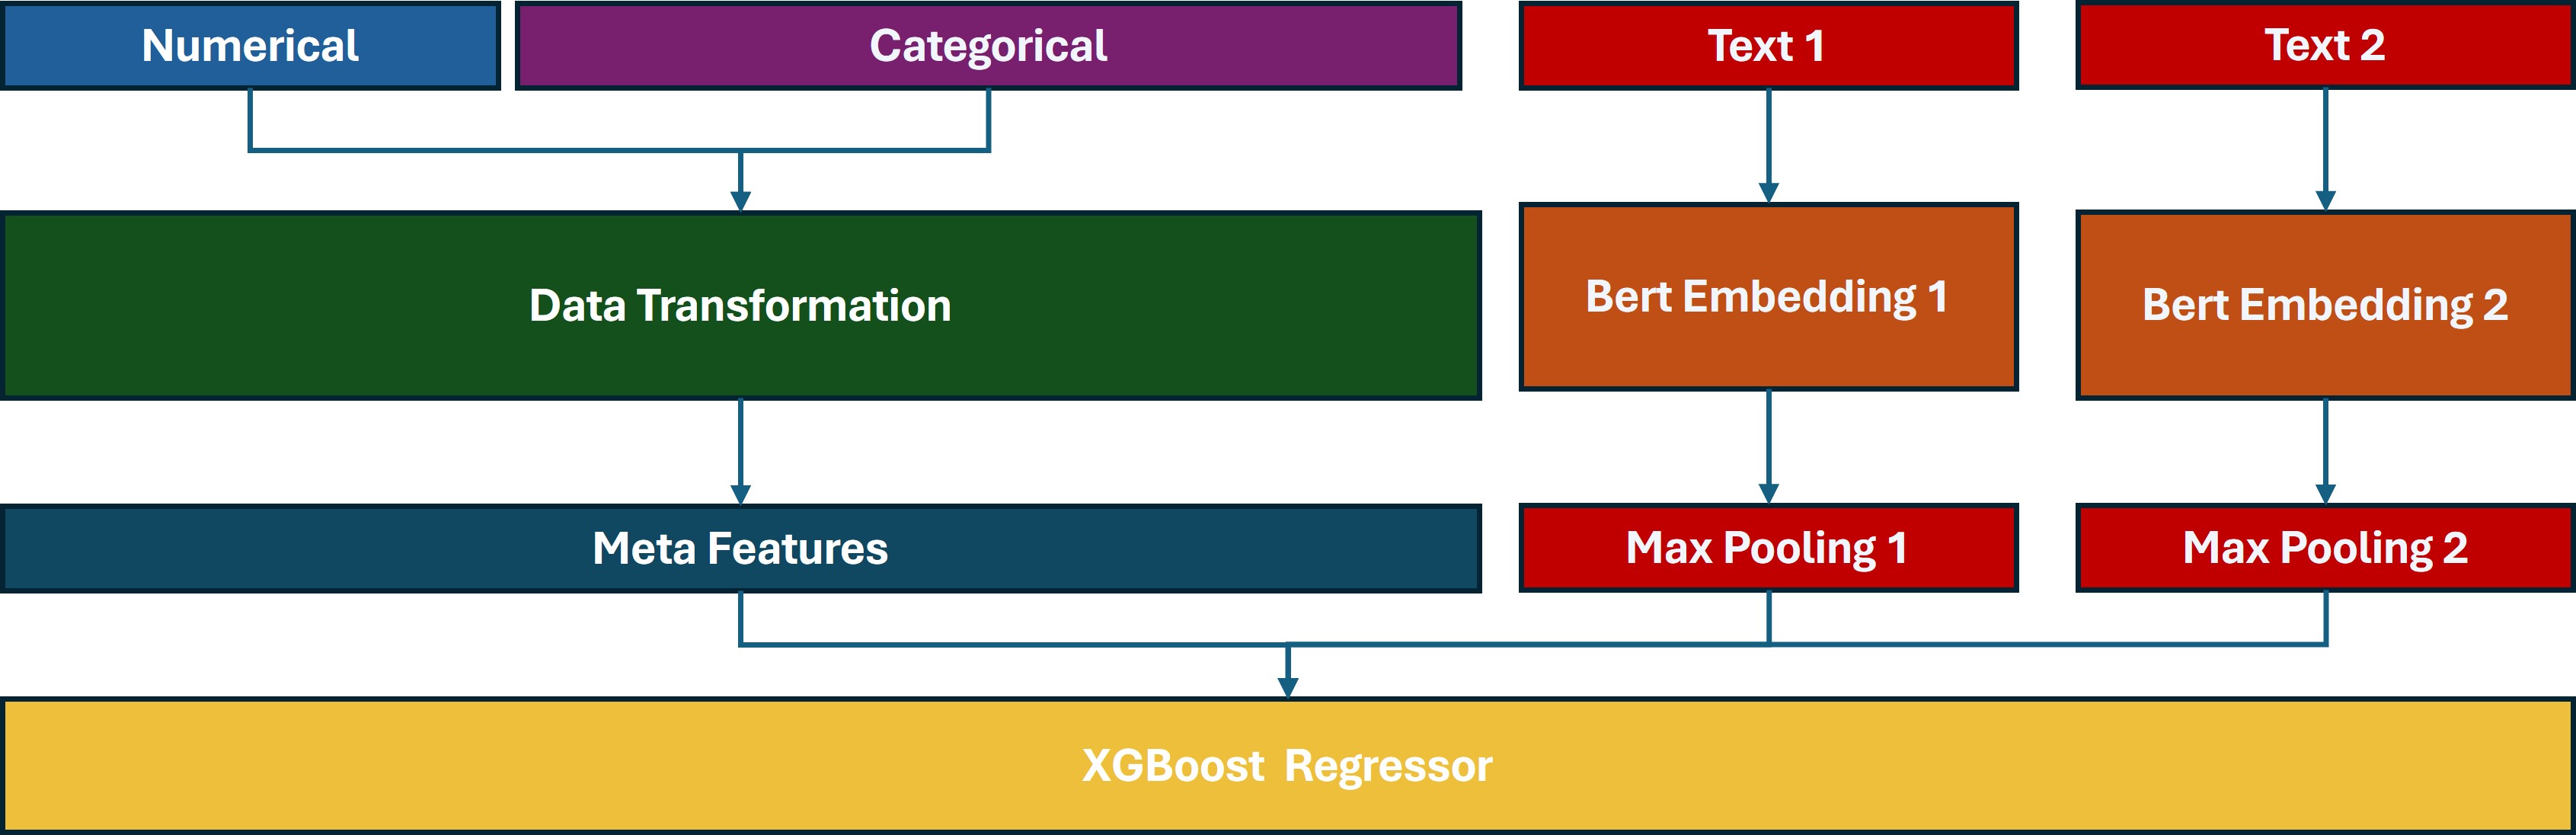 Numerical
Categorical
Text 1
Text 2
Data Transformation
Bert Embedding 1
Bert Embedding 2
Meta Features
Max Pooling 1
Max Pooling 2
XGBoost Regressor